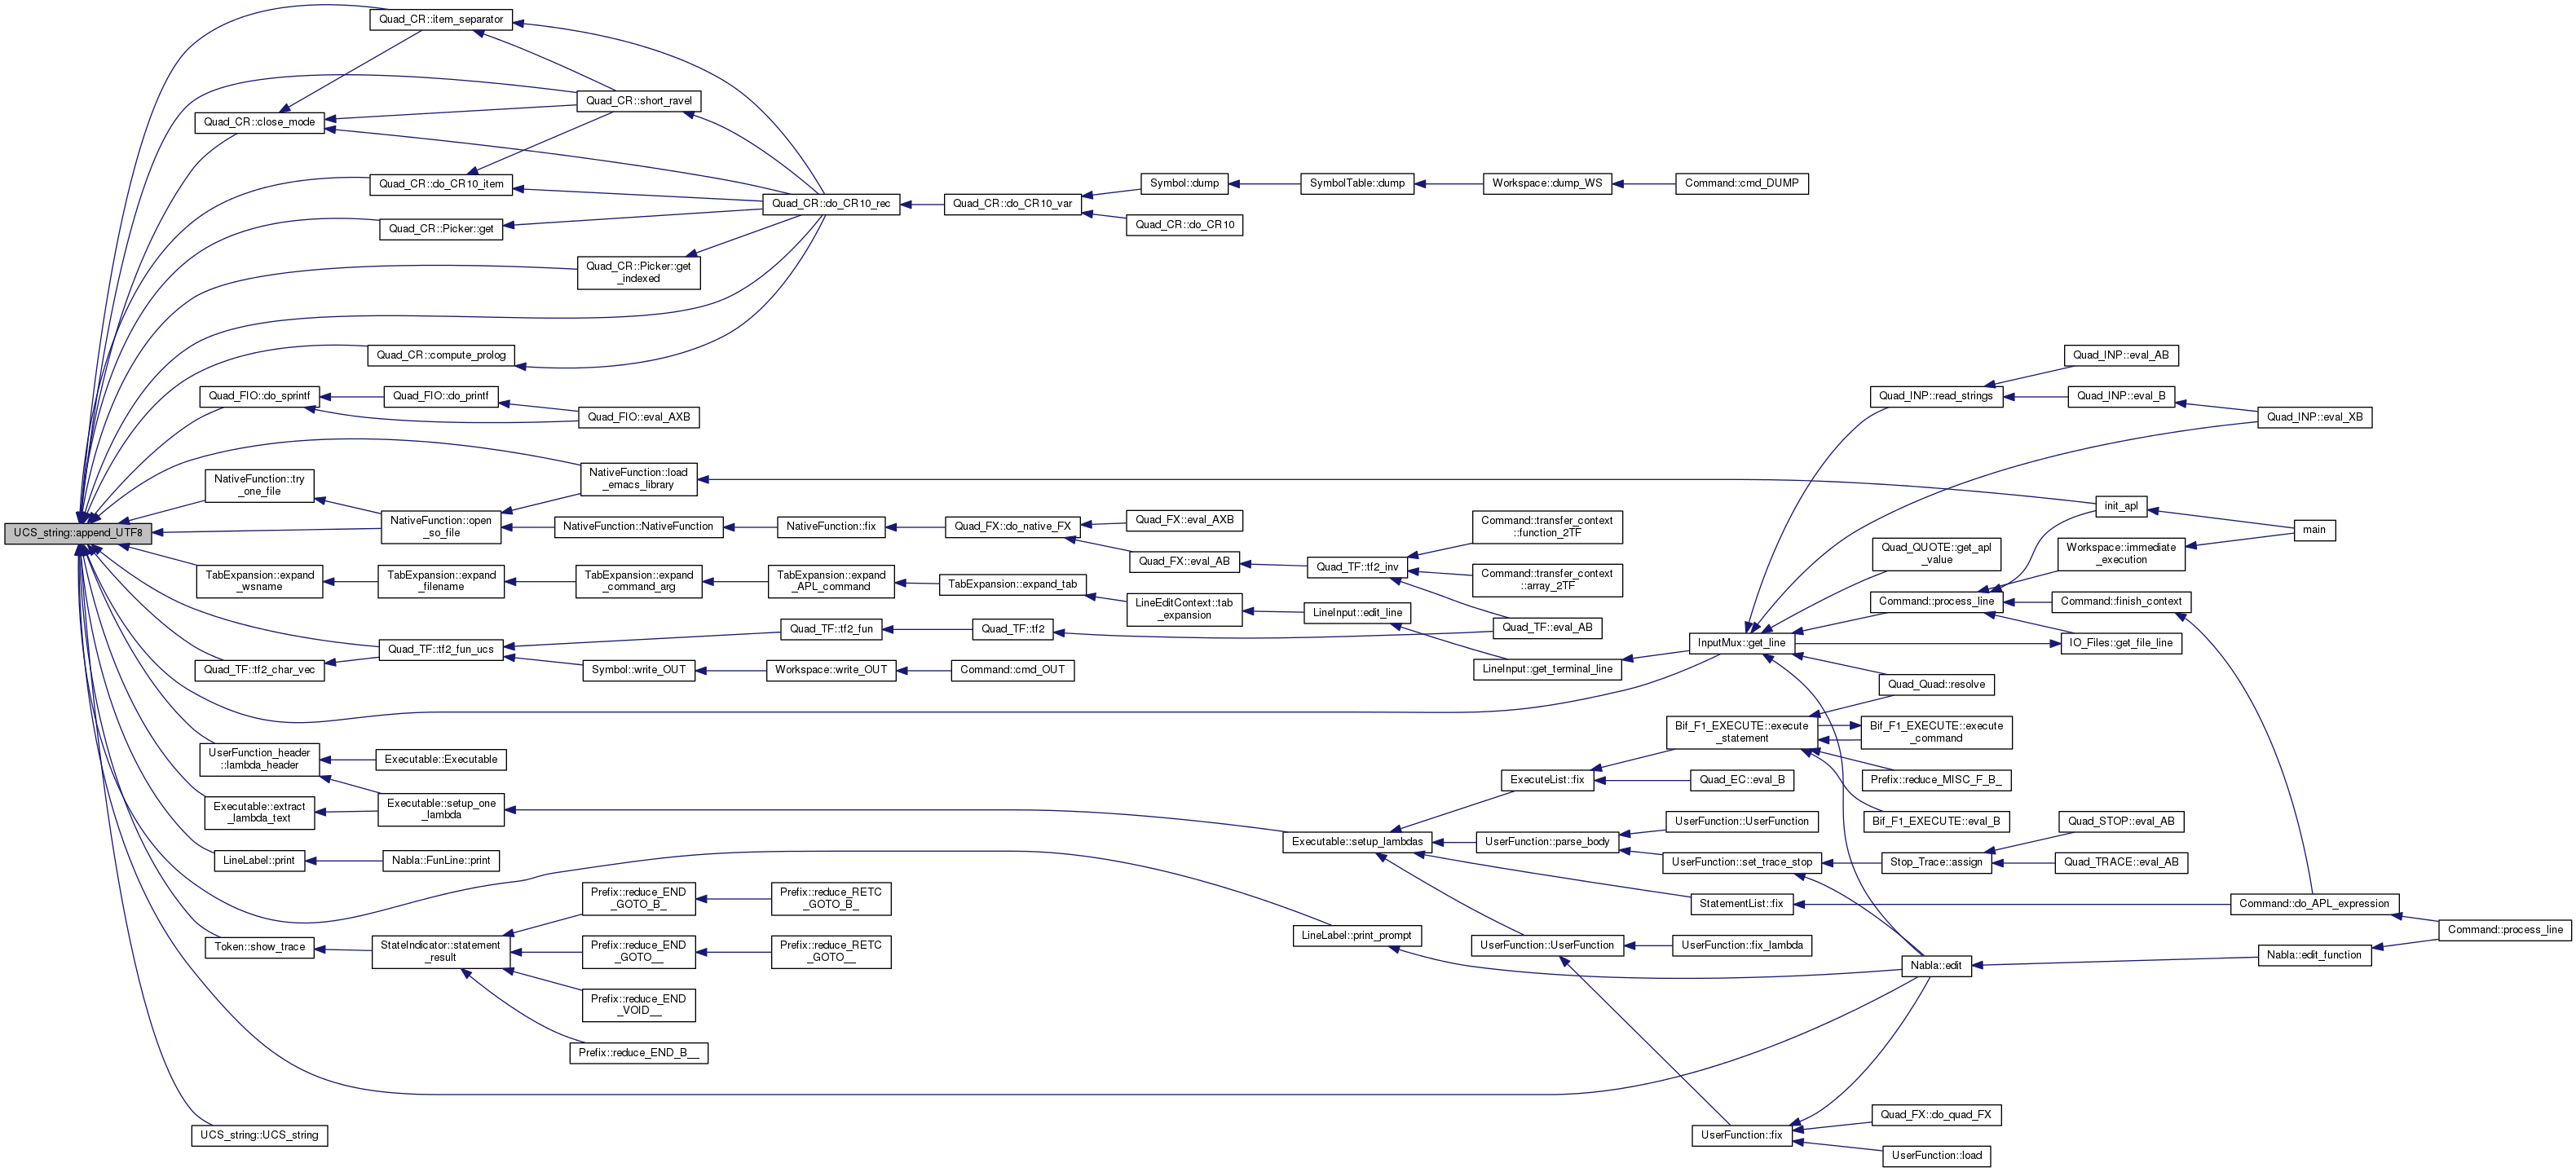 Quad_CR::item_separator
Quad_CR::short_ravel
Quad_CR::close_mode
Quad_CR::do_CR10_item
Quad_CR::do_CR10_rec
Quad_CR::do_CR10_var
Symbol::dump
SymbolTable::dump
Workspace::dump_WS
Command::cmd_DUMP
Quad_CR::do_CR10
Quad_CR::Picker::get
Quad_CR::Picker::get
_indexed
Quad_CR::compute_prolog
Quad_FIO::do_sprintf
Quad_FIO::do_printf
Quad_FIO::eval_AXB
Quad_INP::eval_AB
Quad_INP::read_strings
Quad_INP::eval_B
Quad_INP::eval_XB
NativeFunction::load
_emacs_library
NativeFunction::try
_one_file
UCS_string::append_UTF8
NativeFunction::open
_so_file
NativeFunction::NativeFunction
NativeFunction::fix
Quad_FX::do_native_FX
Quad_FX::eval_AXB
Quad_FX::eval_AB
Quad_TF::tf2_inv
Command::transfer_context
::function_2TF
Command::transfer_context
::array_2TF
init_apl
main
Quad_QUOTE::get_apl
_value
Workspace::immediate
_execution
TabExpansion::expand
_wsname
TabExpansion::expand
_filename
TabExpansion::expand
_command_arg
TabExpansion::expand
_APL_command
TabExpansion::expand_tab
LineEditContext::tab
_expansion
LineInput::edit_line
Command::process_line
Command::finish_context
Quad_TF::tf2_fun
Quad_TF::tf2
Quad_TF::eval_AB
InputMux::get_line
IO_Files::get_file_line
Quad_TF::tf2_fun_ucs
Quad_TF::tf2_char_vec
Symbol::write_OUT
Workspace::write_OUT
Command::cmd_OUT
LineInput::get_terminal_line
Quad_Quad::resolve
Bif_F1_EXECUTE::execute
_statement
Bif_F1_EXECUTE::execute
_command
UserFunction_header
::lambda_header
Executable::Executable
ExecuteList::fix
Quad_EC::eval_B
Prefix::reduce_MISC_F_B_
Executable::extract
_lambda_text
Executable::setup_one
_lambda
Bif_F1_EXECUTE::eval_B
UserFunction::UserFunction
Quad_STOP::eval_AB
Executable::setup_lambdas
UserFunction::parse_body
UserFunction::set_trace_stop
Stop_Trace::assign
Quad_TRACE::eval_AB
LineLabel::print
Nabla::FunLine::print
Prefix::reduce_END
_GOTO_B_
Prefix::reduce_RETC
_GOTO_B_
StatementList::fix
Command::do_APL_expression
Command::process_line
LineLabel::print_prompt
Token::show_trace
StateIndicator::statement
_result
Prefix::reduce_END
_GOTO__
Prefix::reduce_RETC
_GOTO__
UserFunction::UserFunction
UserFunction::fix_lambda
Nabla::edit
Nabla::edit_function
Prefix::reduce_END
_VOID__
Prefix::reduce_END_B__
UCS_string::UCS_string
Quad_FX::do_quad_FX
UserFunction::fix
UserFunction::load